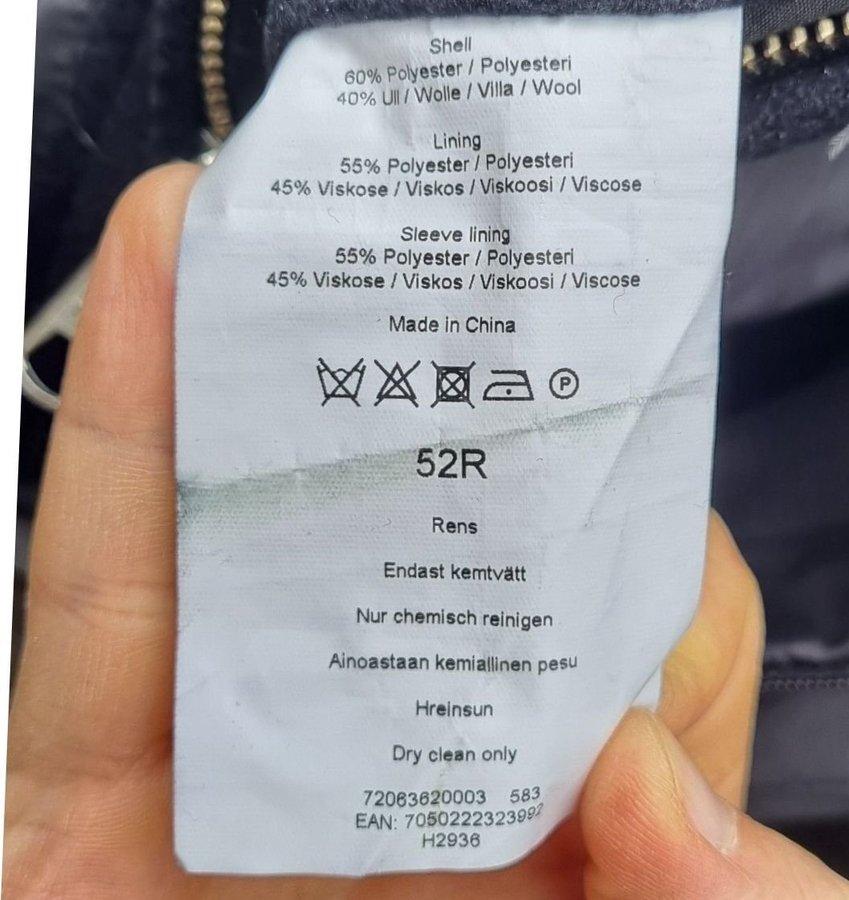 Shell
60% Polyester / Polyesteri
40% Ull / Wolle / Villa / Wool
Lining
55% Polyester / Polyesteri
45% Viskose / Viskos / Viskoosi / Viscose
Sleeve lining
55% Polyester / Polyesteri
45% Viskose / Viskos / Viskoosi / Viscose
Made in China
P
52R
Rens
Endast kemtvätt
Nur chemisch reinigen
Ainoastaan kemiallinen pesu
Hreinsun
Dry clean only
72063620003 583
EAN: 7050222323992
H2936